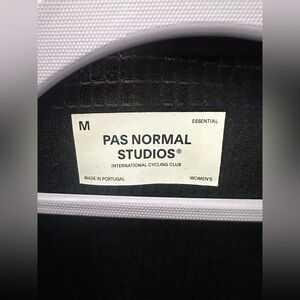 M ESSENTIAL
PAS NORMAL
STUDIOS®
INTERNATIONAL CYCLING CLUB
MADE IN PORTUGAL WOMEN'S